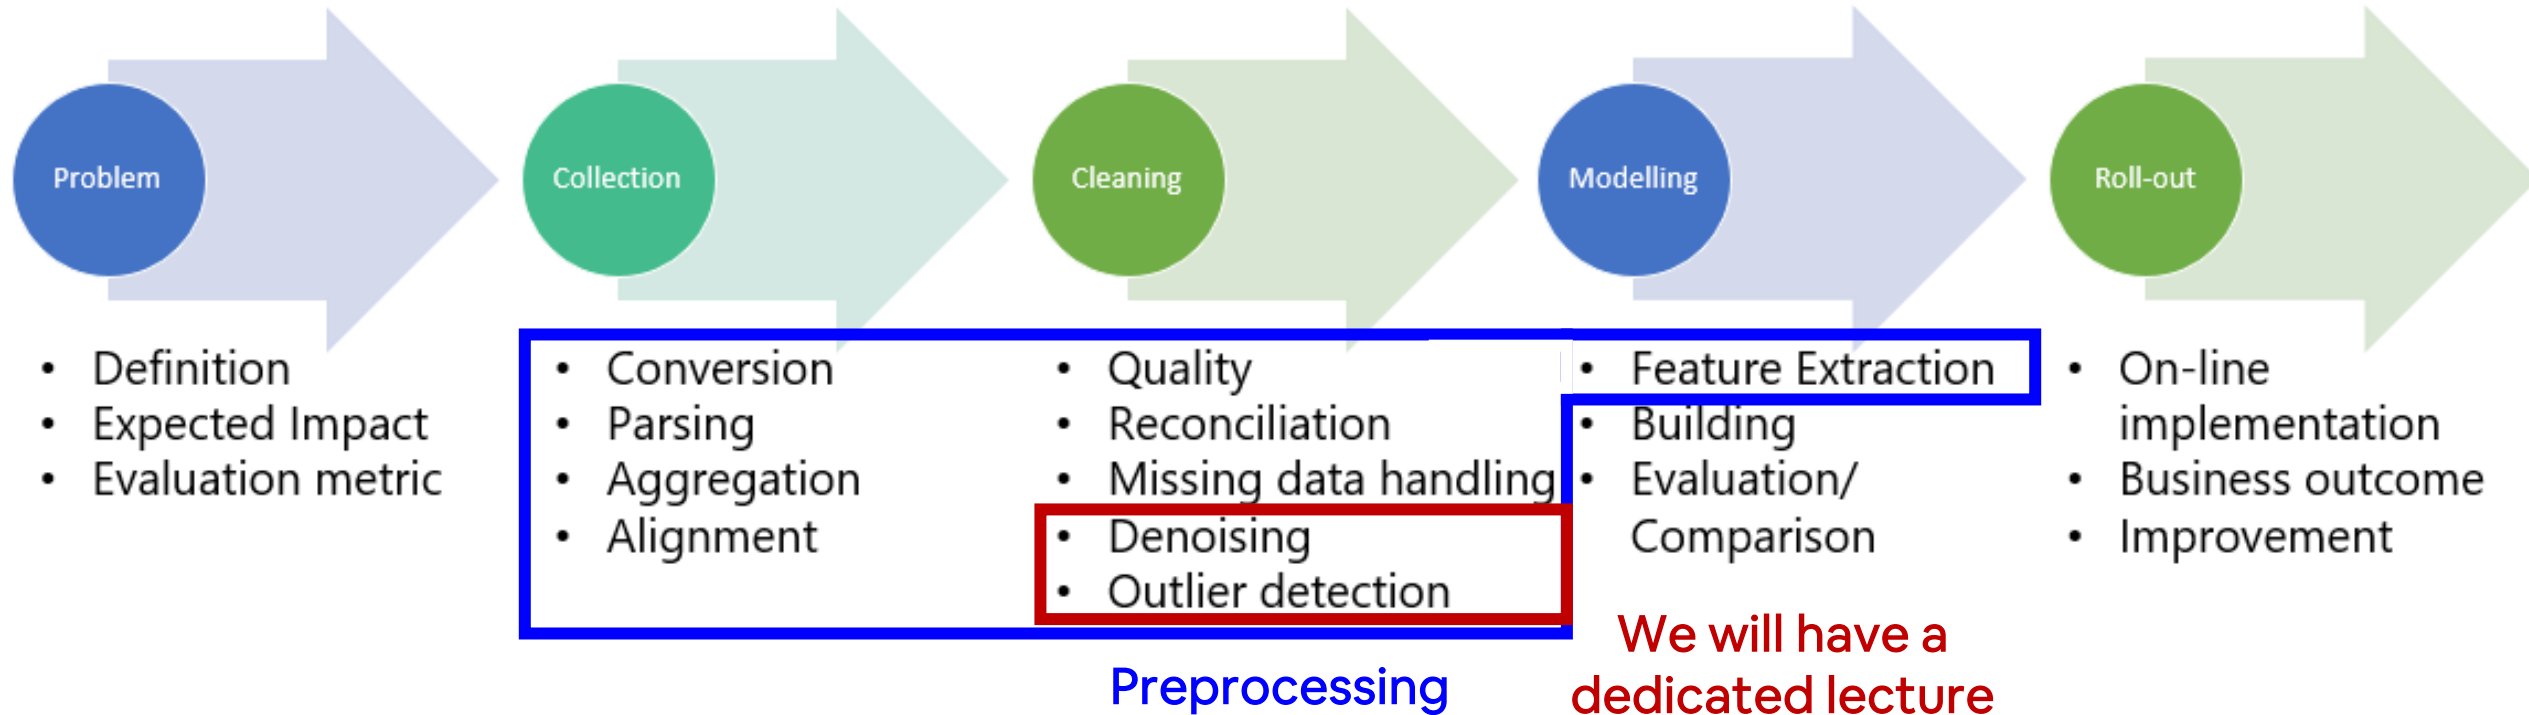 Problem
Collection
Cleaning
Modelling
Roll-out
• Definition
• Expected Impact
• Evaluation metric
• Conversion
• Parsing
• Aggregation
• Alignment
• Quality
• Reconciliation
• Missing data handling
• Denoising
• Outlier detection
• Feature Extraction
• Building
• Evaluation/
Comparison
• On-line
implementation
• Business outcome
• Improvement
Preprocessing
We will have a
dedicated lecture